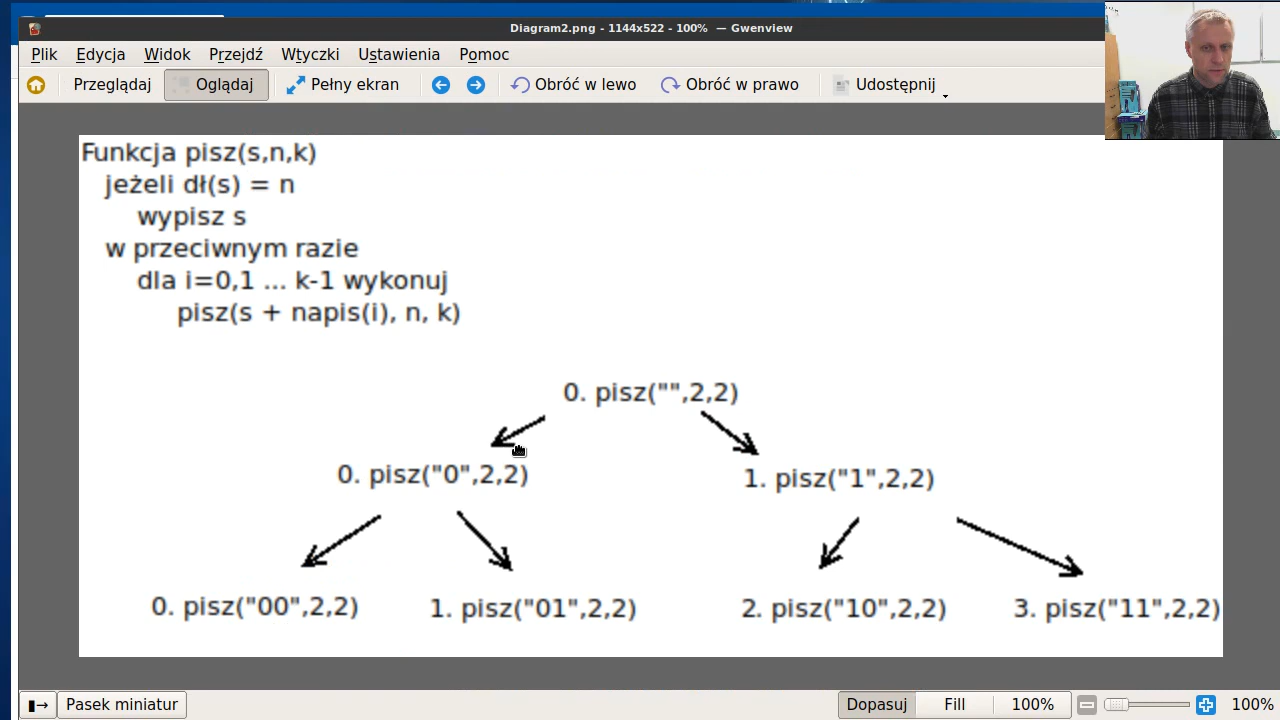 Diagram2.png - 1144x522 - 100% — Gwenview
Plik Edycja Widok Przejdź Wtyczki Ustawienia Pomoc
Przeglądaj Oglądaj Pełny ekran Obróć w lewo Obróć w prawo Udostępnij
Funkcja pisz(s,n,k)
jeżeli dł(s) = n
wypisz s
w przeciwnym razie
dla i=0,1 ... k-1 wykonuj
pisz(s + napis(i), n, k)
0. pisz("",2,2)
0. pisz("0",2,2) 1. pisz("1",2,2)
0. pisz("00",2,2) 1. pisz("01",2,2) 2. pisz("10",2,2) 3. pisz("11",2,2)
Pasek miniatur Dopasuj Fill 100% 100%